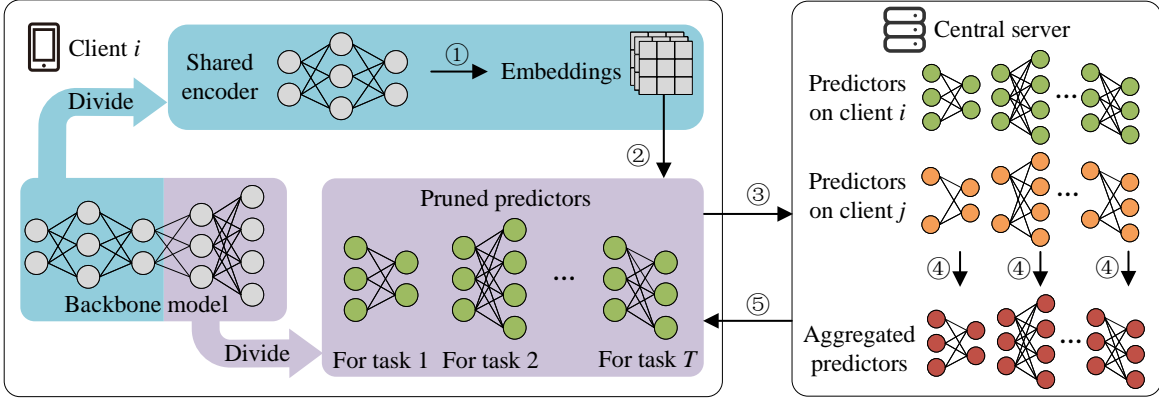 Client i
Shared
encoder
①
Embeddings
Divide
②
Backbone model
Divide
Pruned predictors
...
For task 1
For task 2
For task T
③
⑤
Central server
Predictors
on client i
...
Predictors
on client j
...
④
④
④
Aggregated
predictors
...